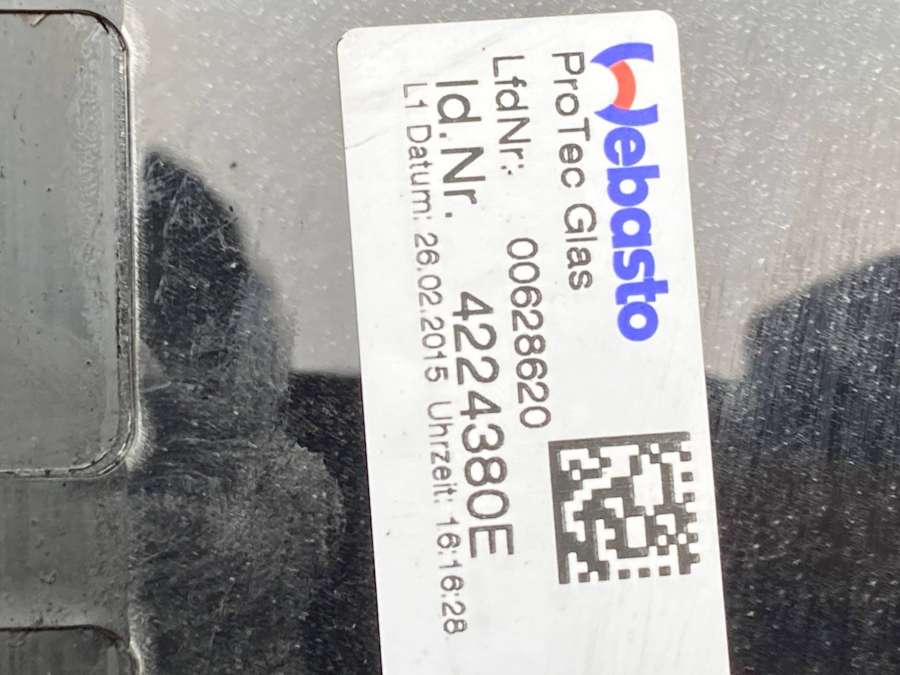 Webasto
ProTec Glas
LfdNr: 00628620
Id.Nr. 4224380E
L1 Datum: 26.02.2015 Uhrzeit: 16:16:28